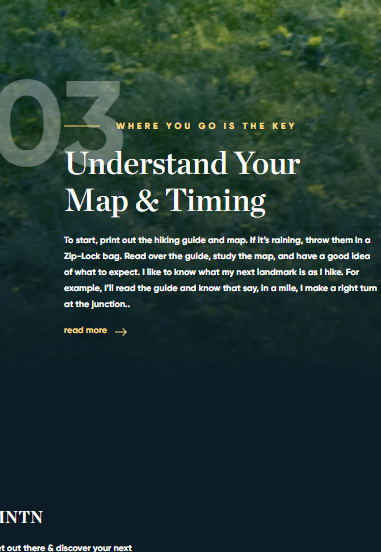 03
WHERE YOU GO IS THE KEY
Understand Your
Map & Timing
To start, print out the hiking guide and map. If it's raining, throw them in a
Zip-Lock bag. Read over the guide, study the map, and have a good idea
of what to expect. I like to know what my next landmark is as I hike. For
example, I'll read the guide and know that say, in a mile, I make a right turn
at the junction..
read more
MNTN
out there & discover your next